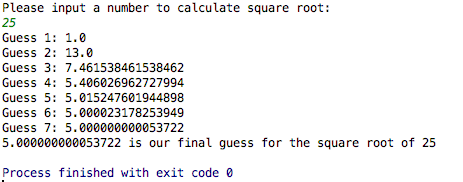 Please input a number to calculate square root:
25
Guess 1: 1.0
Guess 2: 13.0
Guess 3: 7.461538461538462
Guess 4: 5.406026962727994
Guess 5: 5.015247601944898
Guess 6: 5.000023178253949
Guess 7: 5.000000000053722
5.000000000053722 is our final guess for the square root of 25
Process finished with exit code 0